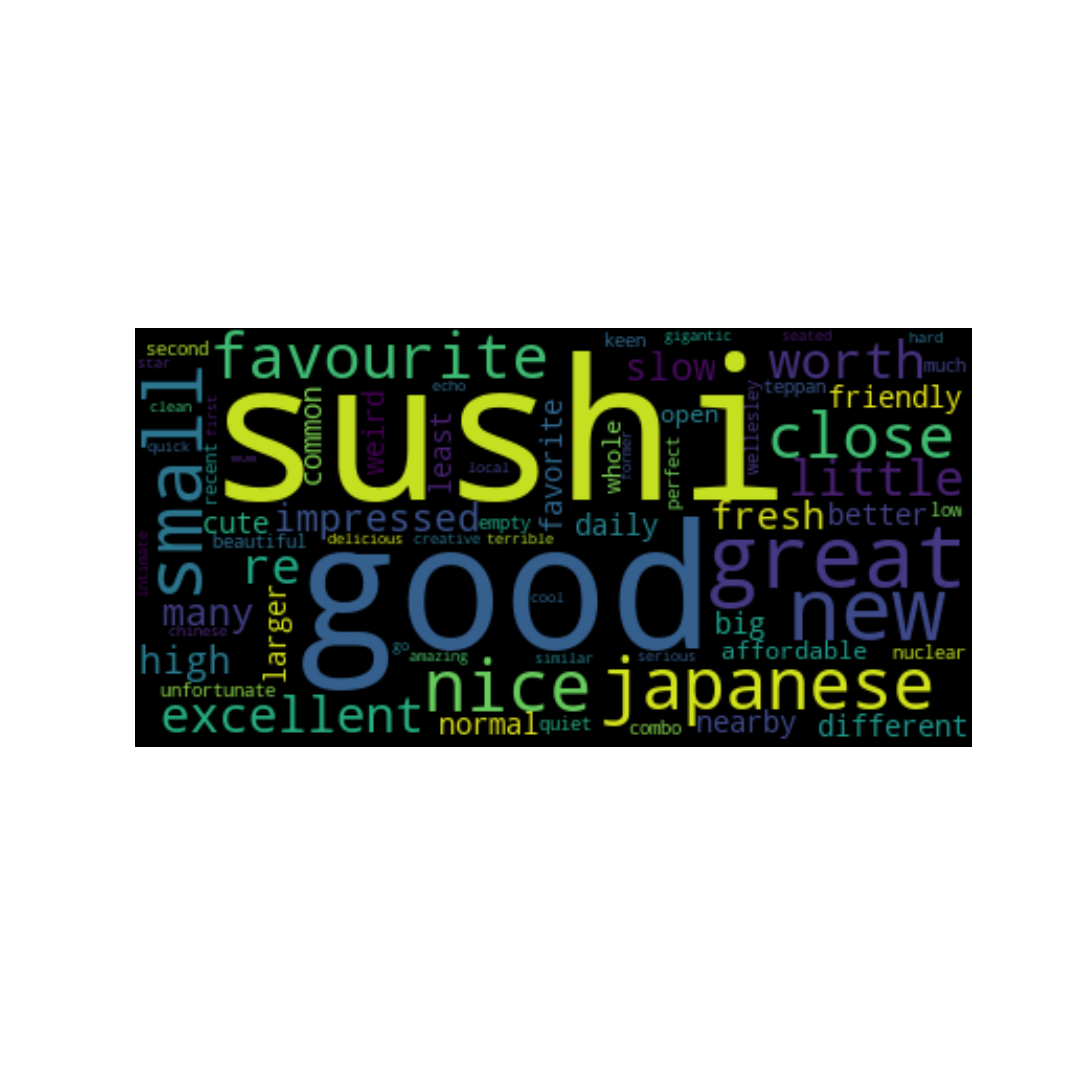 second
favourite
keen
gigantic
seated
hard
star
echo
slow
worth
much
teppan
friendly
clean
first
common
weird
least
sushi
favorite
whole
former
open
wellesley
close
quick
small
recent
mum
local
perfect
little
cute
impressed
empty
daily
fresh
better
low
beautiful
delicious
creative
terrible
intimate
re
good
great
many
chinese
larger
cool
big
new
high
go
amazing
similar
serious
affordable
nuclear
unfortunate
nice
japanese
excellent
normal
quiet
combo
nearby
different